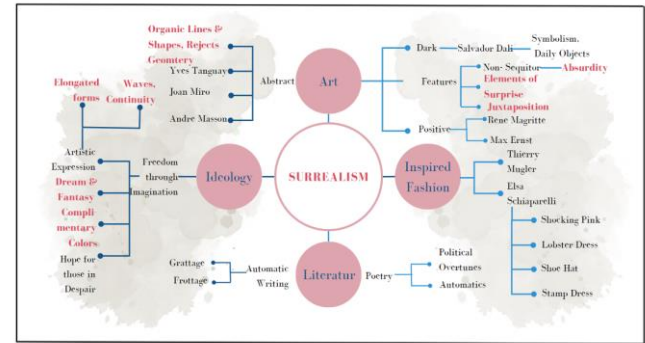 Organic Lines &
Shapes, Rejects
Geomtery
Yves Tanguay
Joan Miro
Andre Masson
Abstract
Art
Dark
Salvador Dali
Symbolism.
Daily Objects
Features
Non- Sequitor
Absurdity
Elements of
Surprise
Juxtaposition
Positive
Rene Magritte
Max Ernst
Elongated
forms
Waves,
Continuity
Artistic
Expression
Dream &
Fantasy
Compli
mentary
Colors
Hope for
those in
Despair
Freedom
through
Imagination
Ideology
SURREALISM
Inspired
Fashion
Thierry
Mugler
Elsa
Schiaparelli
Shocking Pink
Lobster Dress
Shoe Hat
Stamp Dress
Grattage
Frottage
Automatic
Writing
Literatur
Poetry
Political
Overtunes
Automatics